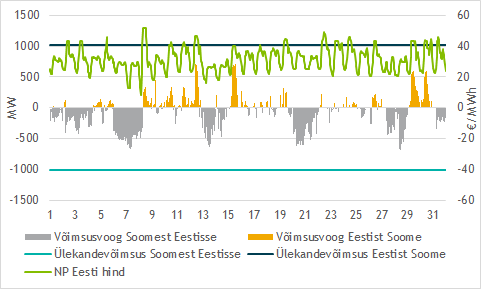 1500
1000
500
0
-500
-1000
-1500
MW
60
40
20
0
-20
-40
-60
€/MWh
1 3 5 7 9 11 13 15 17 19 21 23 25 27 29 31
Võimsusvoog Soomest Eestisse
Võimsusvoog Eestist Soome
Ülekandevõimsus Soomest Eestisse
Ülekandevõimsus Eestist Soome
NP Eesti hind